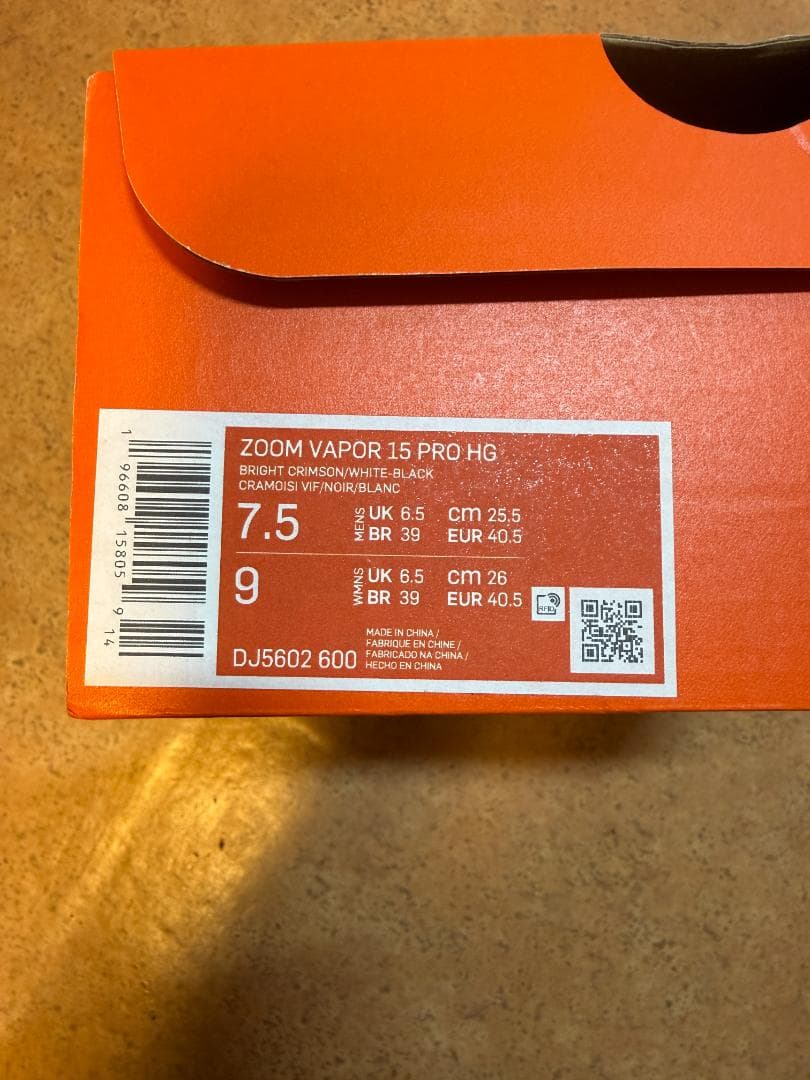 ZOOM VAPOR 15 PRO HG
BRIGHT CRIMSON/WHITE-BLACK
CRAMOISI VIF/NOIR/BLANC
7.5 MENS UK 6.5 cm 25.5
BR 39 EUR 40.5
9 WMNS UK 6.5 cm 26
BR 39 EUR 40.5
RFID
DJ5602 600
MADE IN CHINA /
FABRIQUE EN CHINE /
FABRICADO NA CHINA /
HECHO EN CHINA
1 96608 15805 9 14